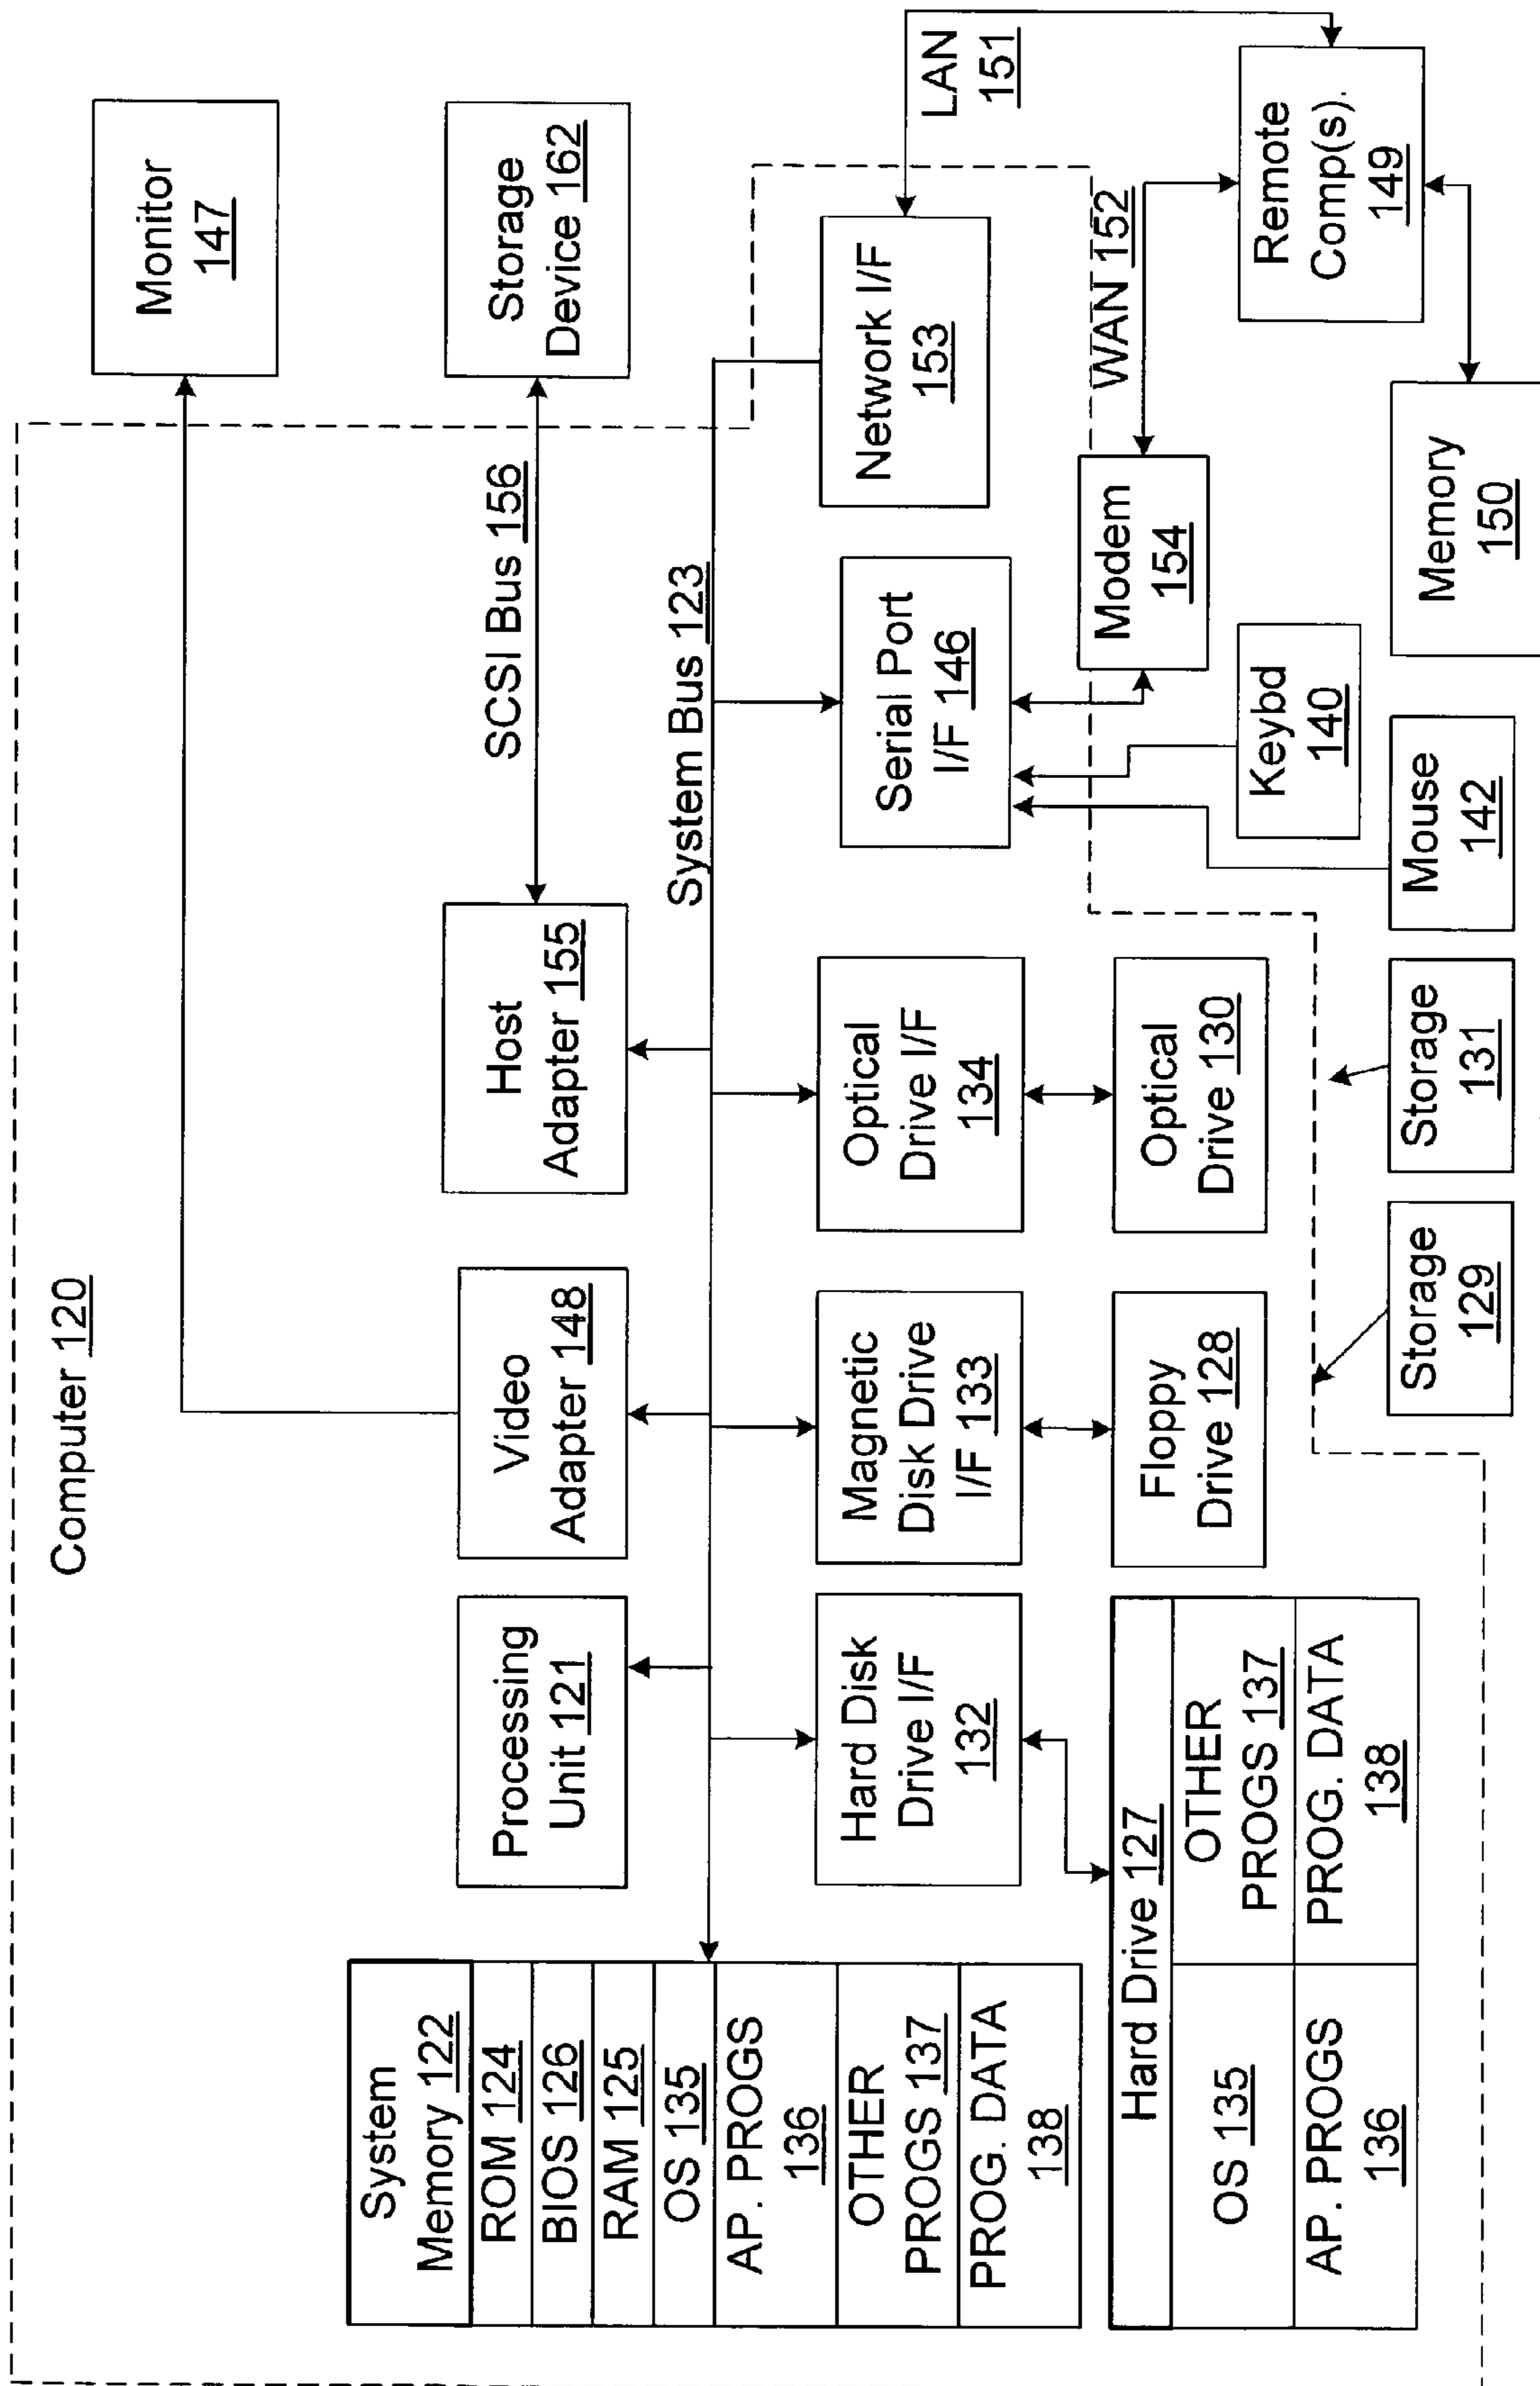 Computer 120
Monitor
147
System
Memory 122
ROM 124
BIOS 126
RAM 125
OS 135
AP. PROGS
136
OTHER
PROGS 137
PROG. DATA
138
Processing
Unit 121
Video
Adapter 148
Host
Adapter 155
SCSI Bus 156
Storage
Device 162
System Bus 123
Hard Disk
Drive I/F
132
Magnetic
Disk Drive
I/F 133
Optical
Drive I/F
134
Serial Port
I/F 146
Network I/F
153
LAN
151
Hard Drive 127
OS 135
OTHER
PROGS 137
AP. PROGS
136
PROG. DATA
138
Floppy
Drive 128
Optical
Drive 130
Modem
154
WAN 152
Remote
Comp(s).
149
Storage
129
Storage
131
Mouse
142
Keybd
140
Memory
150